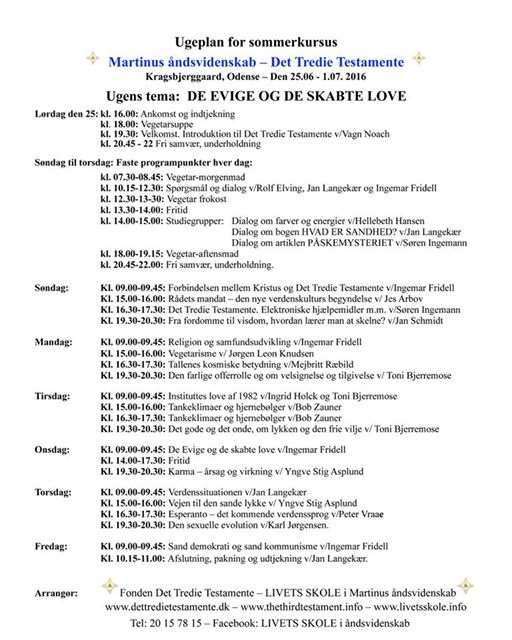 Ugeplan for sommerkursus
Martinus åndsvidenskab – Det Tredie Testamente
Kragsbjerggaard, Odense – Den 25.06 - 1.07. 2016
Ugens tema: DE EVIGE OG DE SKABTE LOVE
Lørdag den 25: kl. 16.00: Ankomst og indtjekning
kl. 18.00: Vegetarsuppe
kl. 19.30: Velkomst. Introduktion til Det Tredie Testamente v/Vagn Noach
kl. 20.45 - 22 Fri samvær, underholdning
Søndag til torsdag: Faste programpunkter hver dag:
kl. 07.30-08.45: Vegetar-morgenmad
kl. 10.15-12.30: Spørgsmål og dialog v/Rolf Elving, Jan Langekær og Ingemar Fridell
kl. 12.30-13-30: Vegetar frokost
kl. 13.30-14.00: Fritid
kl. 14.00-15.00: Studiegrupper: Dialog om farver og energier v/Hellebeth Hansen
Dialog om bogen HVAD ER SANDHED? v/Jan Langekær
Dialog om artiklen PÅSKEMYSTERIET v/Søren Ingemann
kl. 18.00-19.15: Vegetar-aftensmad
kl. 20.45-22.00: Fri samvær, underholdning.
Søndag: Kl. 09.00-09.45: Forbindelsen mellem Kristus og Det Tredie Testamente v/Ingemar Fridell
Kl. 15.00-16.00: Rådets mandat – den nye verdenskulturs begyndelse v/ Jes Arbov
Kl. 16.30-17.30: Det Tredie Testamente. Elektroniske hjælpemidler m.m. v/Søren Ingemann
Kl. 19.30-20.30: Fra fordomme til visdom, hvordan lærer man at skelne? v/Jan Schmidt
Mandag: Kl. 09.00-09.45: Religion og samfundsudvikling v/Ingemar Fridell
Kl. 15.00-16.00: Vegetarisme v/ Jørgen Leon Knudsen
Kl. 16.30-17.30: Tallenes kosmiske betydning v/Mejbritt Ræbild
Kl. 19.30-20.30: Den farlige offerrolle og om velsignelse og tilgivelse v/ Toni Bjerremose
Tirsdag: Kl. 09.00-09.45: Instituttes love af 1982 v/Ingrid Holck og Toni Bjerremose
Kl. 15.00-16.00: Tankeklimaer og hjernebølger v/Bob Zauner
Kl. 16.30-17.30: Tankeklimaer og hjernebølger v/Bob Zauner
Kl. 19.30-20.30: Det gode og det onde, om lykken og den frie vilje v/ Toni Bjerremose
Onsdag: Kl. 09.00-09.45: De Evige og de skabte love v/Ingemar Fridell
Kl. 14.00-17.30: Fritid
Kl. 19.30-20.30: Karma – årsag og virkning v/ Yngve Stig Asplund
Torsdag: Kl. 09.00-09.45: Verdenssituationen v/Jan Langekær
Kl. 15.00-16.00: Vejen til den sande lykke v/ Yngve Stig Asplund
Kl. 16.30-17.30: Esperanto – det kommende verdenssprog v/Peter Vraae
Kl. 19.30-20.30: Den sexuelle evolution v/Karl Jørgensen.
Fredag: Kl. 09.00-09.45: Sand demokrati og sand kommunisme v/Ingemar Fridell
Kl. 10.15-11.00: Afslutning, pakning og udtjekning v/Jan Langekær.
Arrangør: Fonden Det Tredie Testamente – LIVETS SKOLE i Martinus åndsvidenskab
www.dettredietestamente.dk – www.thethirdtestament.info – www.livetsskole.info
Tel: 20 15 78 15 – Facebook: LIVETS SKOLE i åndsvidenskab